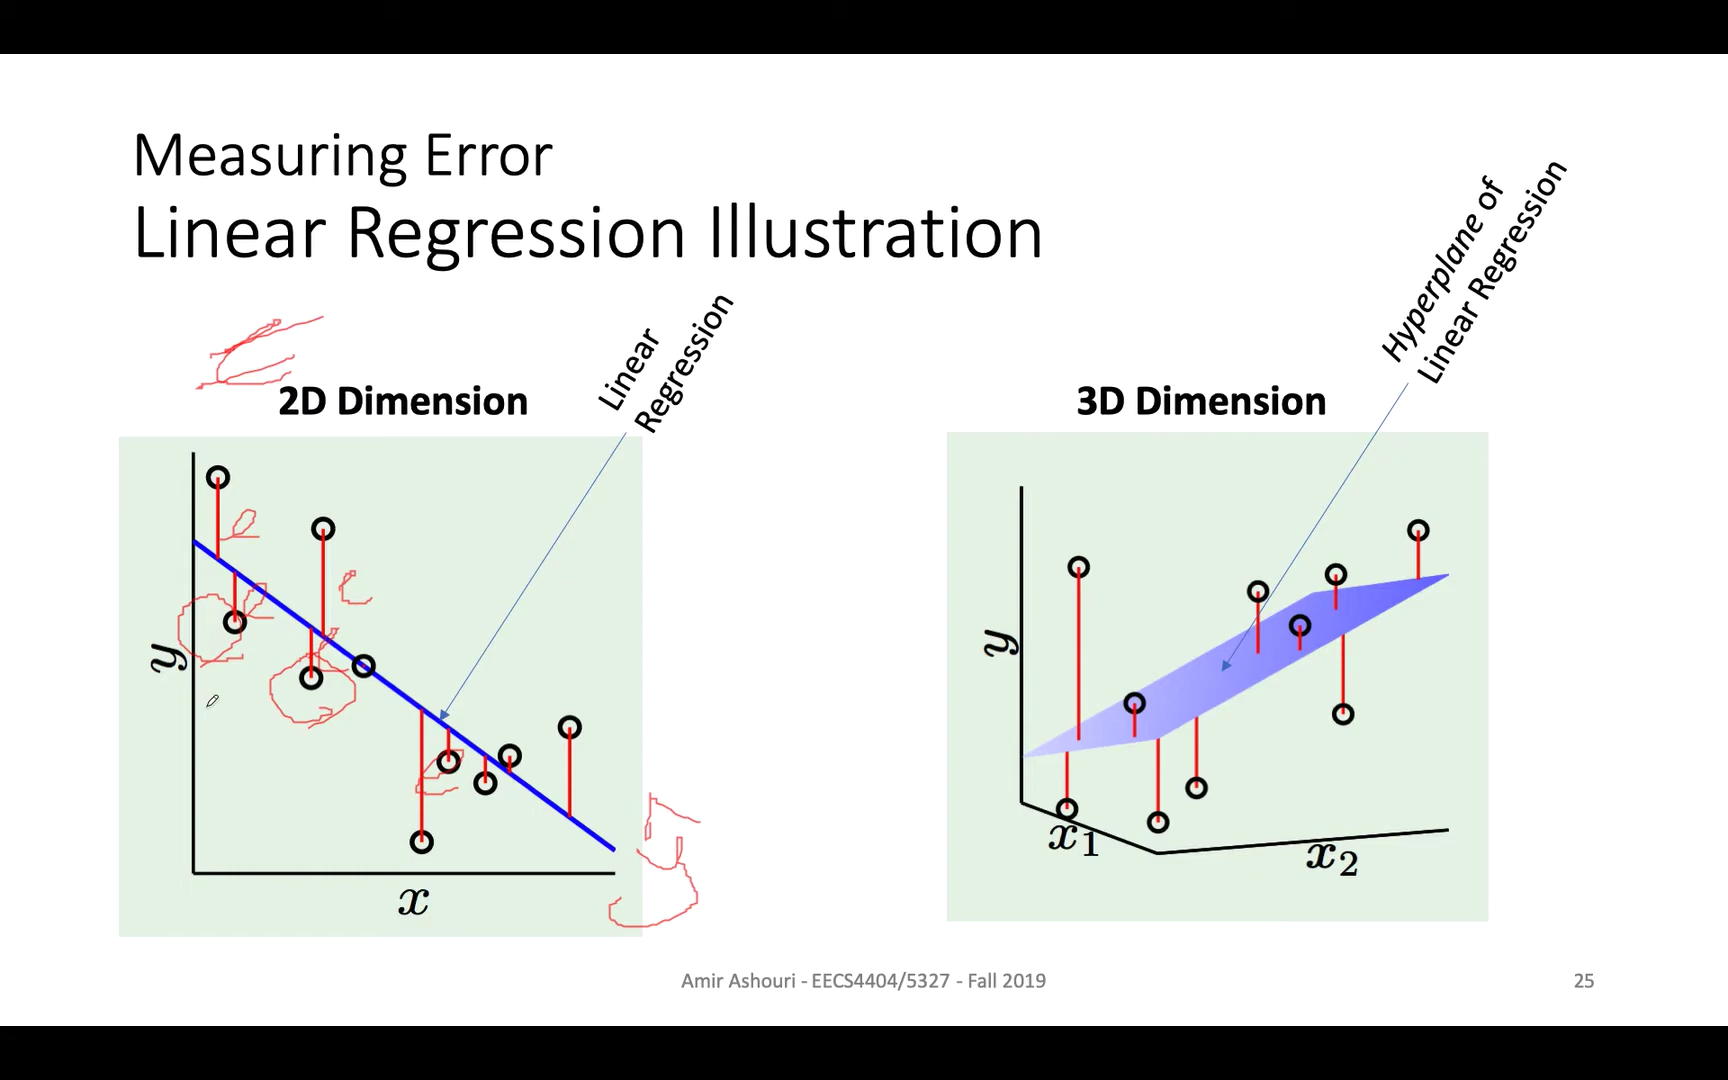 Measuring Error
Linear Regression Illustration
Linear
Regression
Hyperplane of
Linear Regression
2D Dimension
3D Dimension
y
x
y
x1
x2
Amir Ashouri - EECS4404/5327 - Fall 2019
25